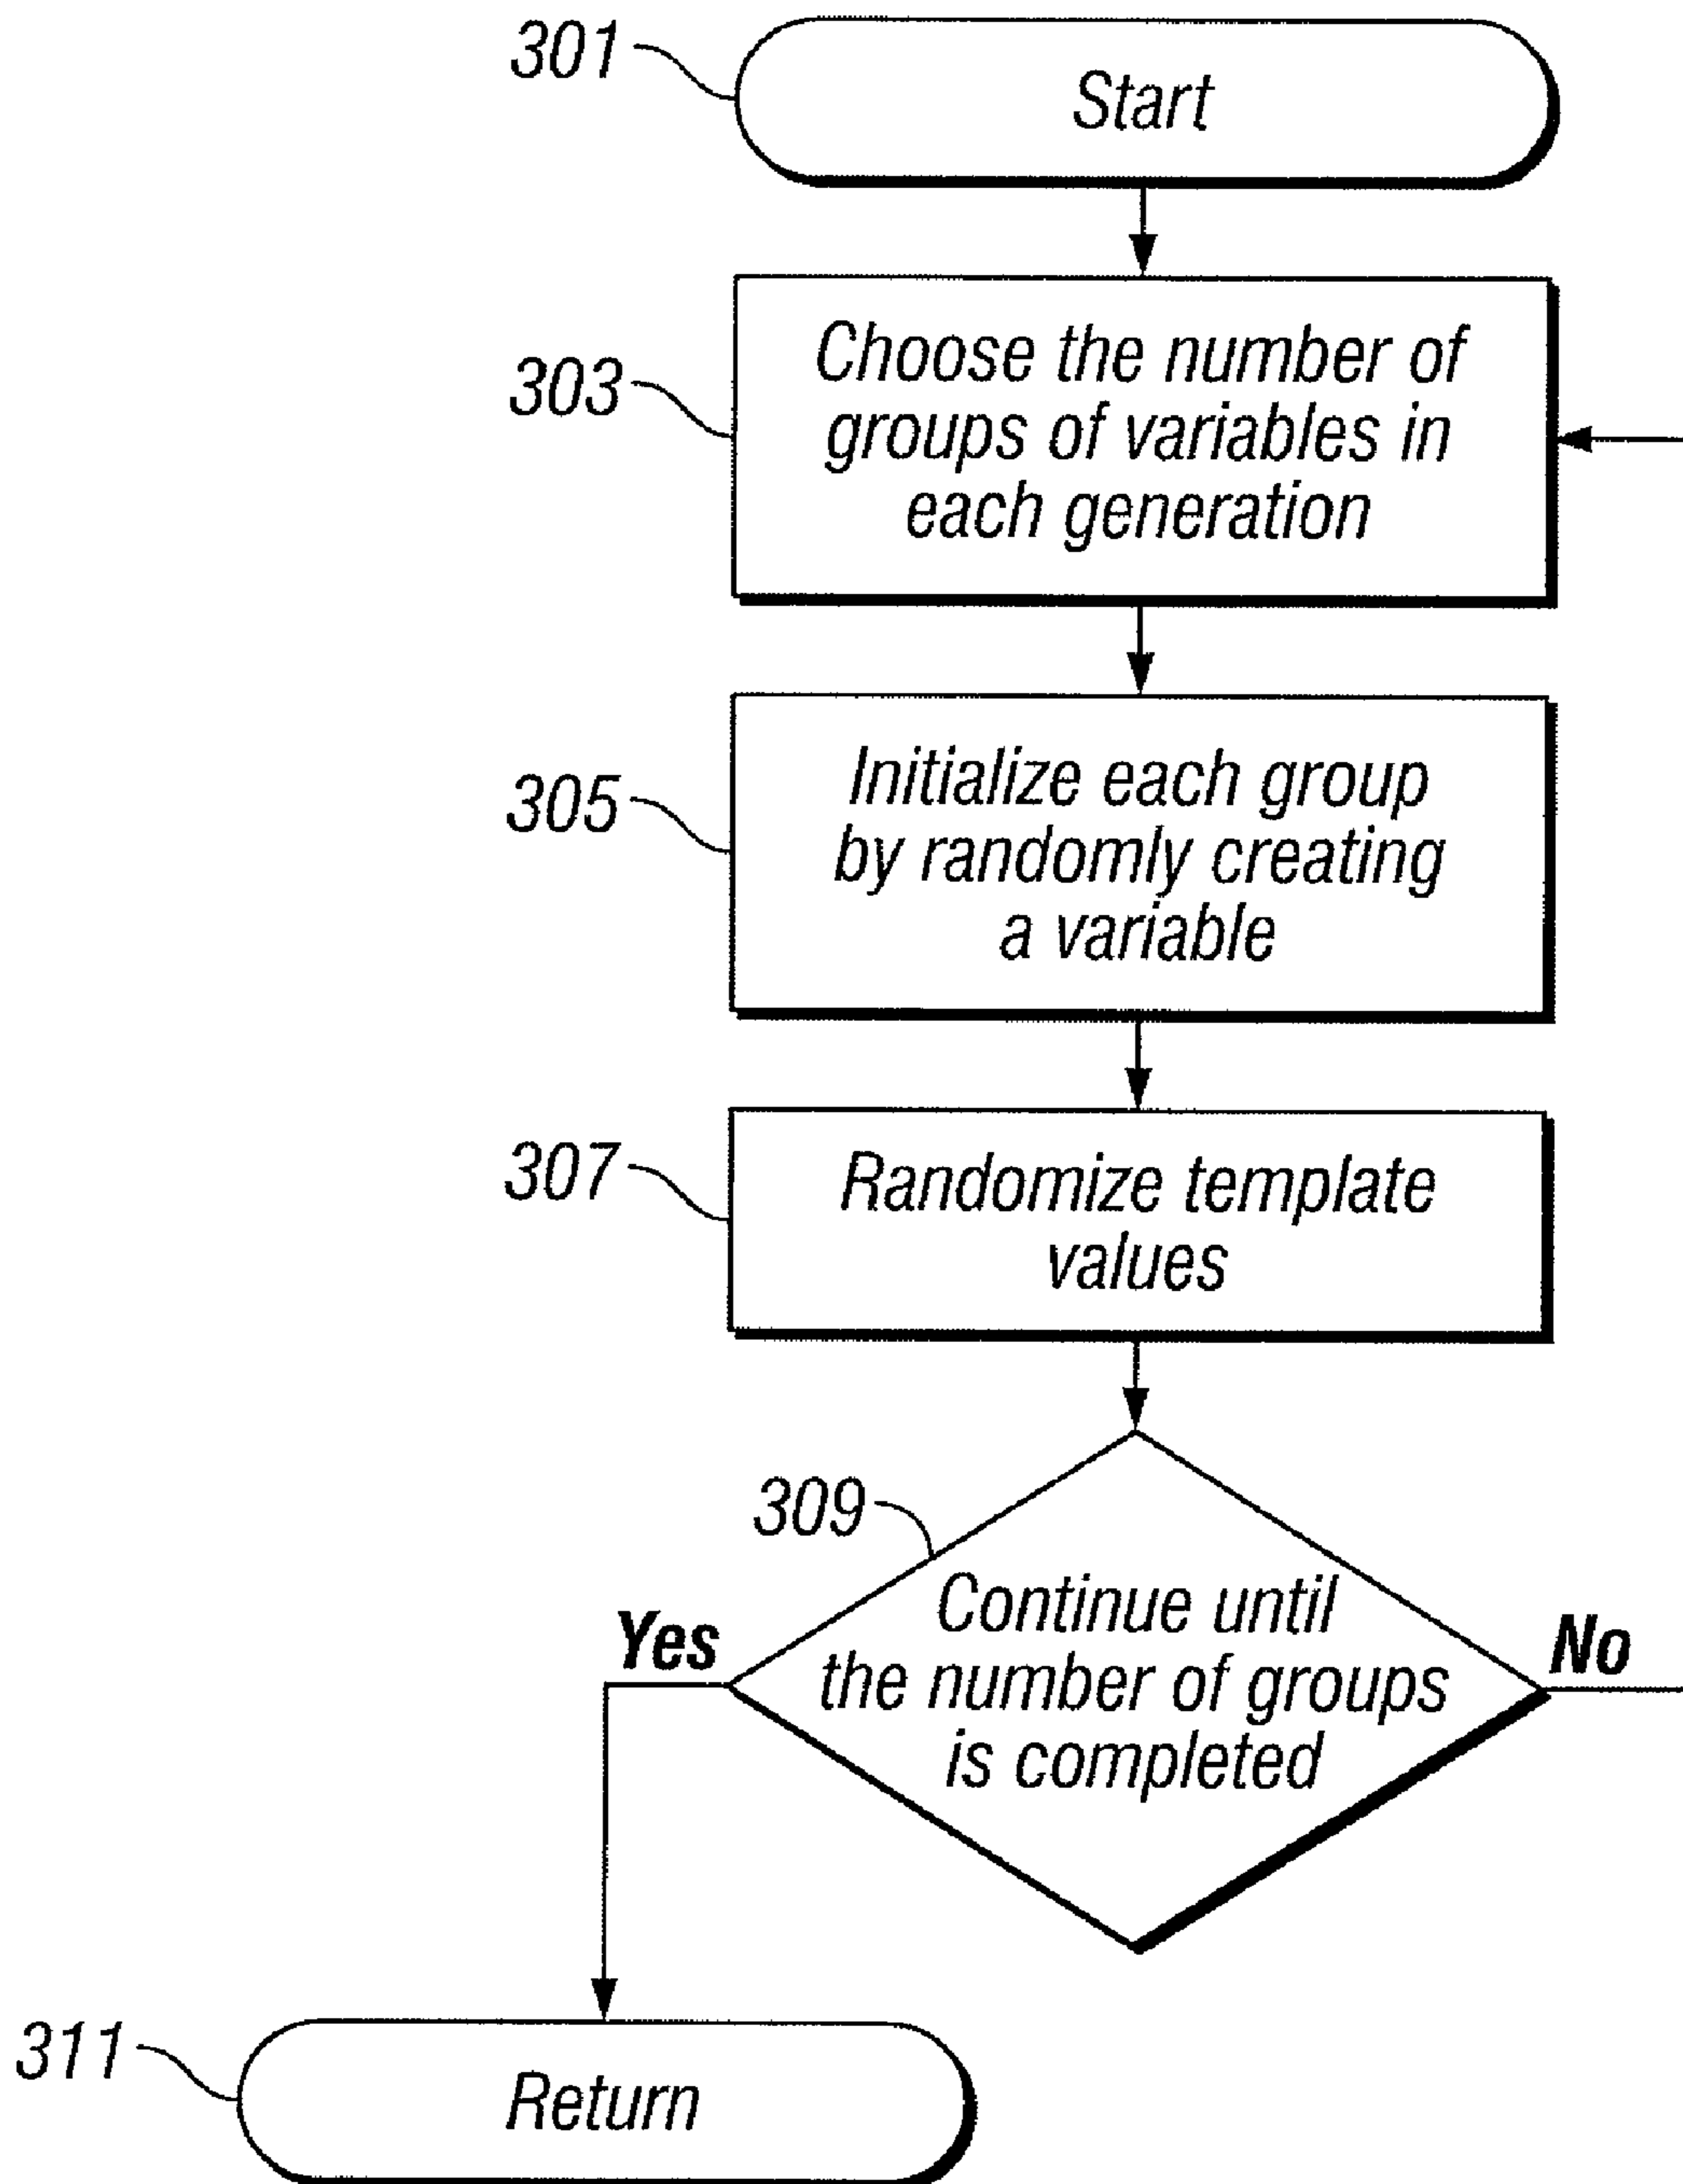 301
Start
303
Choose the number of
groups of variables in
each generation
305
Initialize each group
by randomly creating
a variable
307
Randomize template
values
309
Continue until
the number of groups
is completed
Yes
No
311
Return